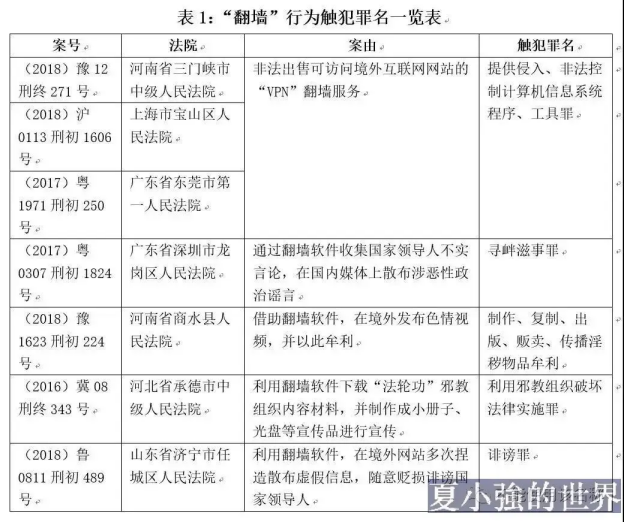 表 1：“翻墙”行为触犯罪名一览表
案号 法院 案由 触犯罪名
（2018）豫 12
刑终 271 号
河南省三门峡市
中级人民法院
非法出售可访问境外互联网网站的
“VPN”翻墙服务
提供侵入、非法控
制计算机信息系统
程序、工具罪
（2018）沪
0113 刑初 1606
号
上海市宝山区人
民法院
（2017）粤
1971 刑初 250
号
广东省东莞市第
一人民法院
（2017）粤
0307 刑初 1824
号
广东省深圳市龙
岗区人民法院
通过翻墙软件收集国家领导人不实
言论，在国内媒体上散布涉恶性政
治谣言
寻衅滋事罪
（2018）豫
1623 刑初 224
号
河南省商水县人
民法院
借助翻墙软件，在境外发布色情视
频，并以此牟利
制作、复制、出
版、贩卖、传播淫
秽物品牟利罪
（2016）冀 08
刑终 343 号
河北省承德市中
级人民法院
利用翻墙软件下载“法轮功”邪教
组织内容材料，并制作成小册子、
光盘等宣传品进行宣传
利用邪教组织破坏
法律实施罪
（2018）鲁
0811 刑初 489
号
山东省济宁市任
城区人民法院
利用翻墙软件，在境外网站多次捏
造散布虚假信息，随意贬损诽谤国
家领导人
诽谤罪
夏小強的世界